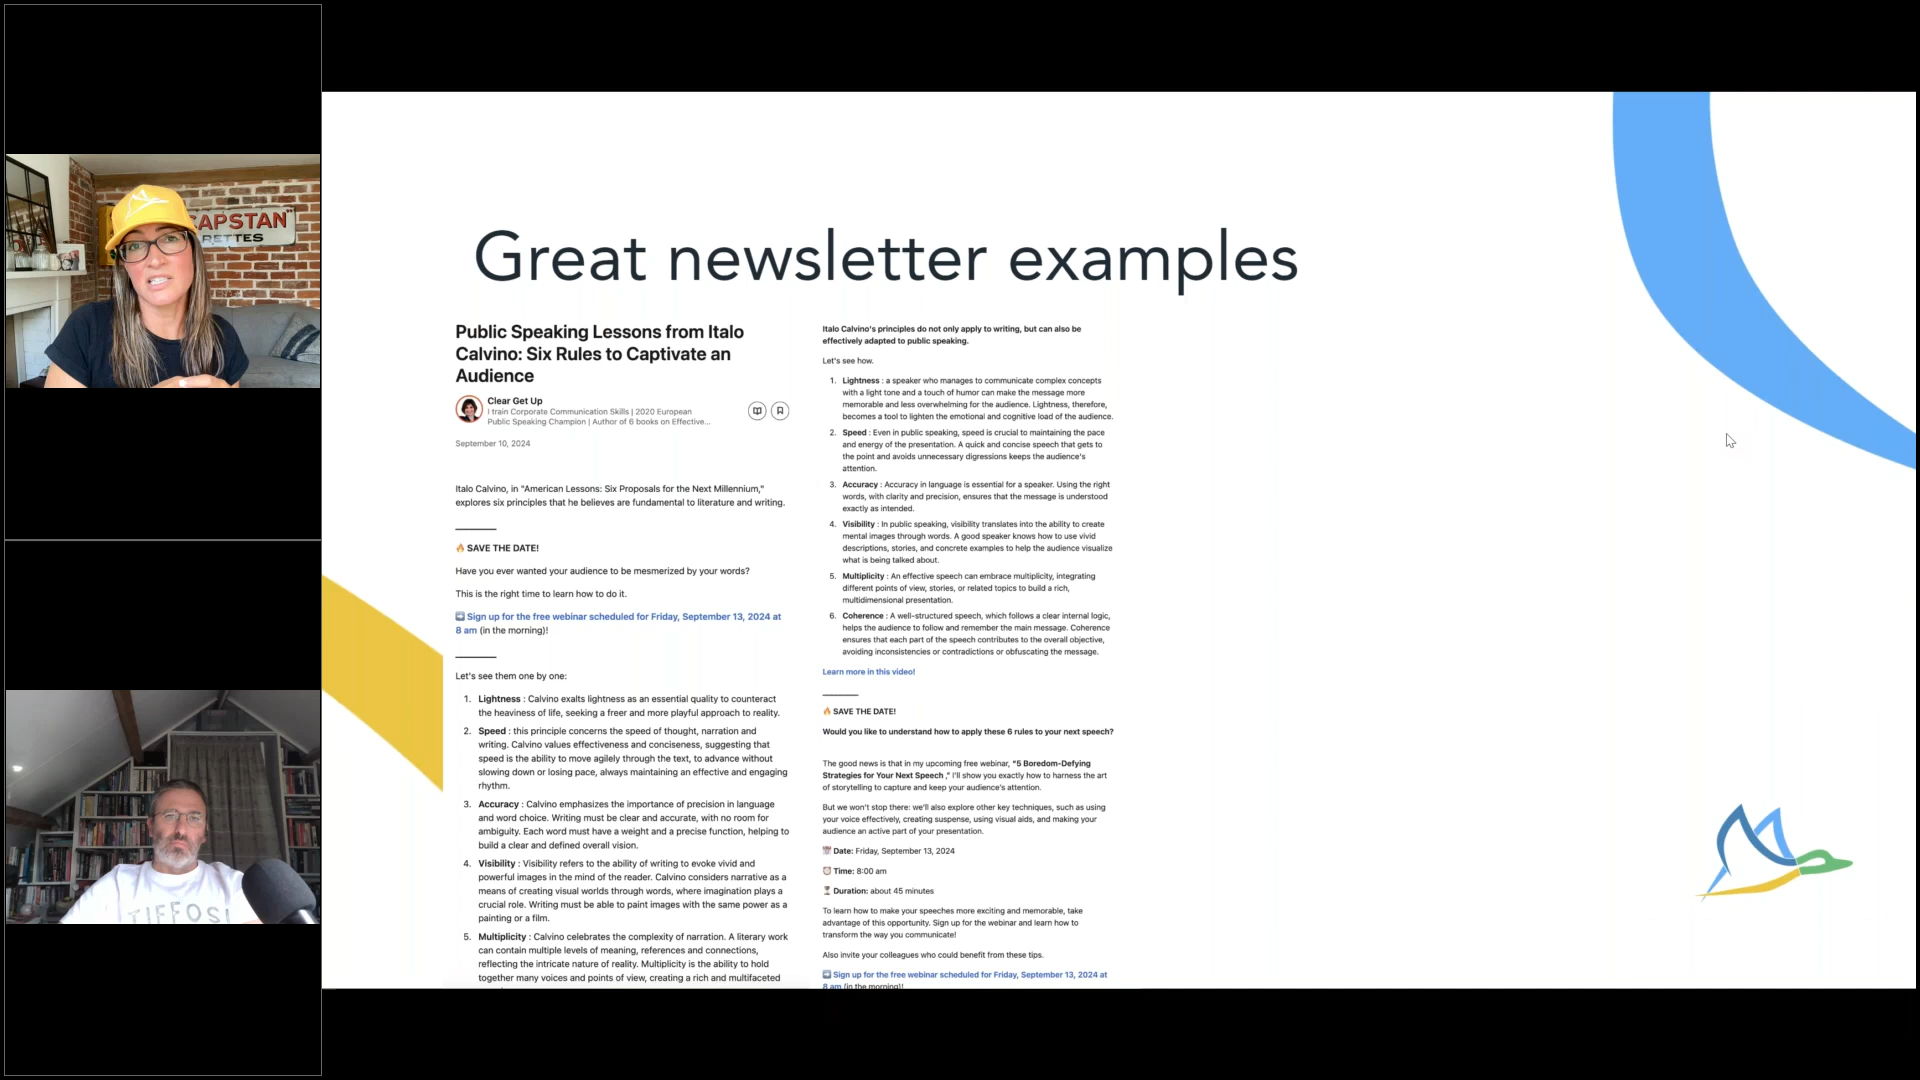 CAPSTAN"
RETTES
TIFFOSI
Great newsletter examples
Public Speaking Lessons from Italo
Calvino: Six Rules to Captivate an
Audience
Clear Get Up
I train Corporate Communication Skills | 2020 European
Public Speaking Champion | Author of 6 books on Effective...
September 10, 2024
Italo Calvino, in "American Lessons: Six Proposals for the Next Millennium,"
explores six principles that he believes are fundamental to literature and writing.
🔥 SAVE THE DATE!
Have you ever wanted your audience to be mesmerized by your words?
This is the right time to learn how to do it.
➡️ Sign up for the free webinar scheduled for Friday, September 13, 2024 at
8 am (in the morning)!
Let's see them one by one:
1. Lightness : Calvino exalts lightness as an essential quality to counteract
the heaviness of life, seeking a freer and more playful approach to reality.
2. Speed : this principle concerns the speed of thought, narration and
writing. Calvino values effectiveness and conciseness, suggesting that
speed is the ability to move agilely through the text, to advance without
slowing down or losing pace, always maintaining an effective and engaging
rhythm.
3. Accuracy : Calvino emphasizes the importance of precision in language
and word choice. Writing must be clear and accurate, with no room for
ambiguity. Each word must have a weight and a precise function, helping to
build a clear and defined overall vision.
4. Visibility : Visibility refers to the ability of writing to evoke vivid and
powerful images in the mind of the reader. Calvino considers narrative as a
means of creating visual worlds through words, where imagination plays a
crucial role. Writing must be able to paint images with the same power as a
painting or a film.
5. Multiplicity : Calvino celebrates the complexity of narration. A literary work
can contain multiple levels of meaning, references and connections,
reflecting the intricate nature of reality. Multiplicity is the ability to hold
together many voices and points of view, creating a rich and multifaceted
Italo Calvino's principles do not only apply to writing, but can also be
effectively adapted to public speaking.
Let's see how.
1. Lightness : a speaker who manages to communicate complex concepts
with a light tone and a touch of humor can make the message more
memorable and less overwhelming for the audience. Lightness, therefore,
becomes a tool to lighten the emotional and cognitive load of the audience.
2. Speed : Even in public speaking, speed is crucial to maintaining the pace
and energy of the presentation. A quick and concise speech that gets to
the point and avoids unnecessary digressions keeps the audience's
attention.
3. Accuracy : Accuracy in language is essential for a speaker. Using the right
words, with clarity and precision, ensures that the message is understood
exactly as intended.
4. Visibility : In public speaking, visibility translates into the ability to create
mental images through words. A good speaker knows how to use vivid
descriptions, stories, and concrete examples to help the audience visualize
what is being talked about.
5. Multiplicity : An effective speech can embrace multiplicity, integrating
different points of view, stories, or related topics to build a rich,
multidimensional presentation.
6. Coherence : A well-structured speech, which follows a clear internal logic,
helps the audience to follow and remember the main message. Coherence
ensures that each part of the speech contributes to the overall objective,
avoiding inconsistencies or contradictions or obfuscating the message.
Learn more in this video!
🔥 SAVE THE DATE!
Would you like to understand how to apply these 6 rules to your next speech?
The good news is that in my upcoming free webinar, "5 Boredom-Defying
Strategies for Your Next Speech ," I'll show you exactly how to harness the art
of storytelling to capture and keep your audience's attention.
But we won't stop there: we'll also explore other key techniques, such as using
your voice effectively, creating suspense, using visual aids, and making your
audience an active part of your presentation.
📅 Date: Friday, September 13, 2024
⏰ Time: 8:00 am
⏳ Duration: about 45 minutes
To learn how to make your speeches more exciting and memorable, take
advantage of this opportunity. Sign up for the webinar and learn how to
transform the way you communicate!
Also invite your colleagues who could benefit from these tips.
➡️ Sign up for the free webinar scheduled for Friday, September 13, 2024 at
8 am (in the morning)!